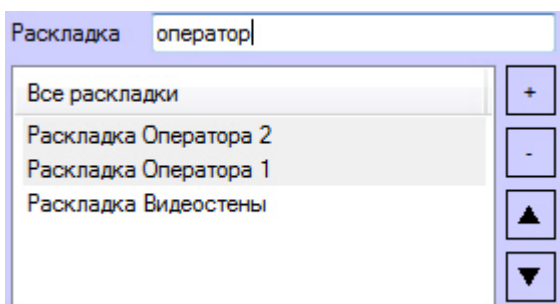 Раскладка оператор
Все раскладки +
Раскладка Оператора 2
Раскладка Оператора 1 -
Раскладка Видеостены